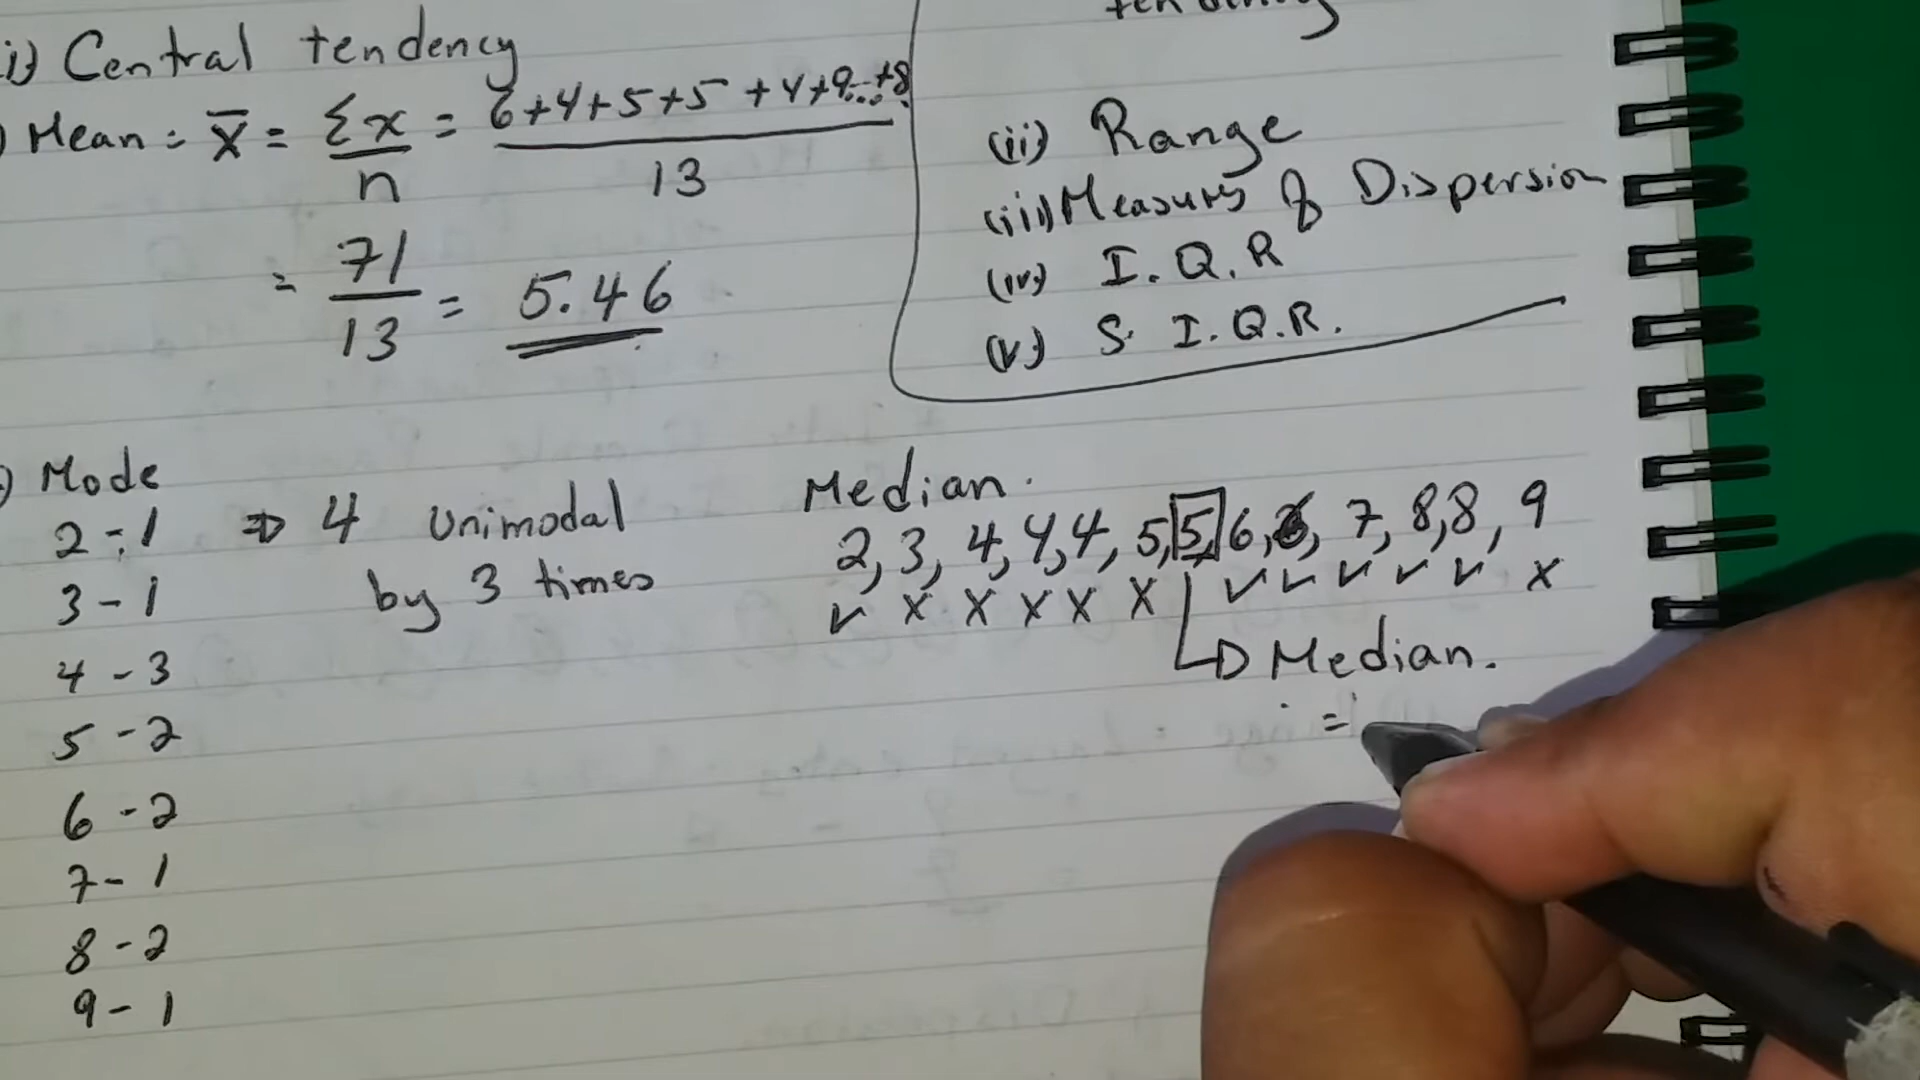 i) Central tendency
) Mean = x̄ = Σx/n = 6+4+5+5+4+9...+8/13
= 71/13 = 5.46
tendency
(ii) Range
(iii) Measures of Dispersion
(iv) I.Q.R
(v) S. I.Q.R.
) Mode
2 - 1 ⇒ 4 Unimodal
by 3 times
3 - 1
4 - 3
5 - 2
6 - 2
7 - 1
8 - 2
9 - 1
Median.
2, 3, 4, 4, 4, 5, 5, 6, 6, 7, 8, 8, 9
✓ x x x x x ✓ ✓ ✓ ✓ ✓ x
Median.
=